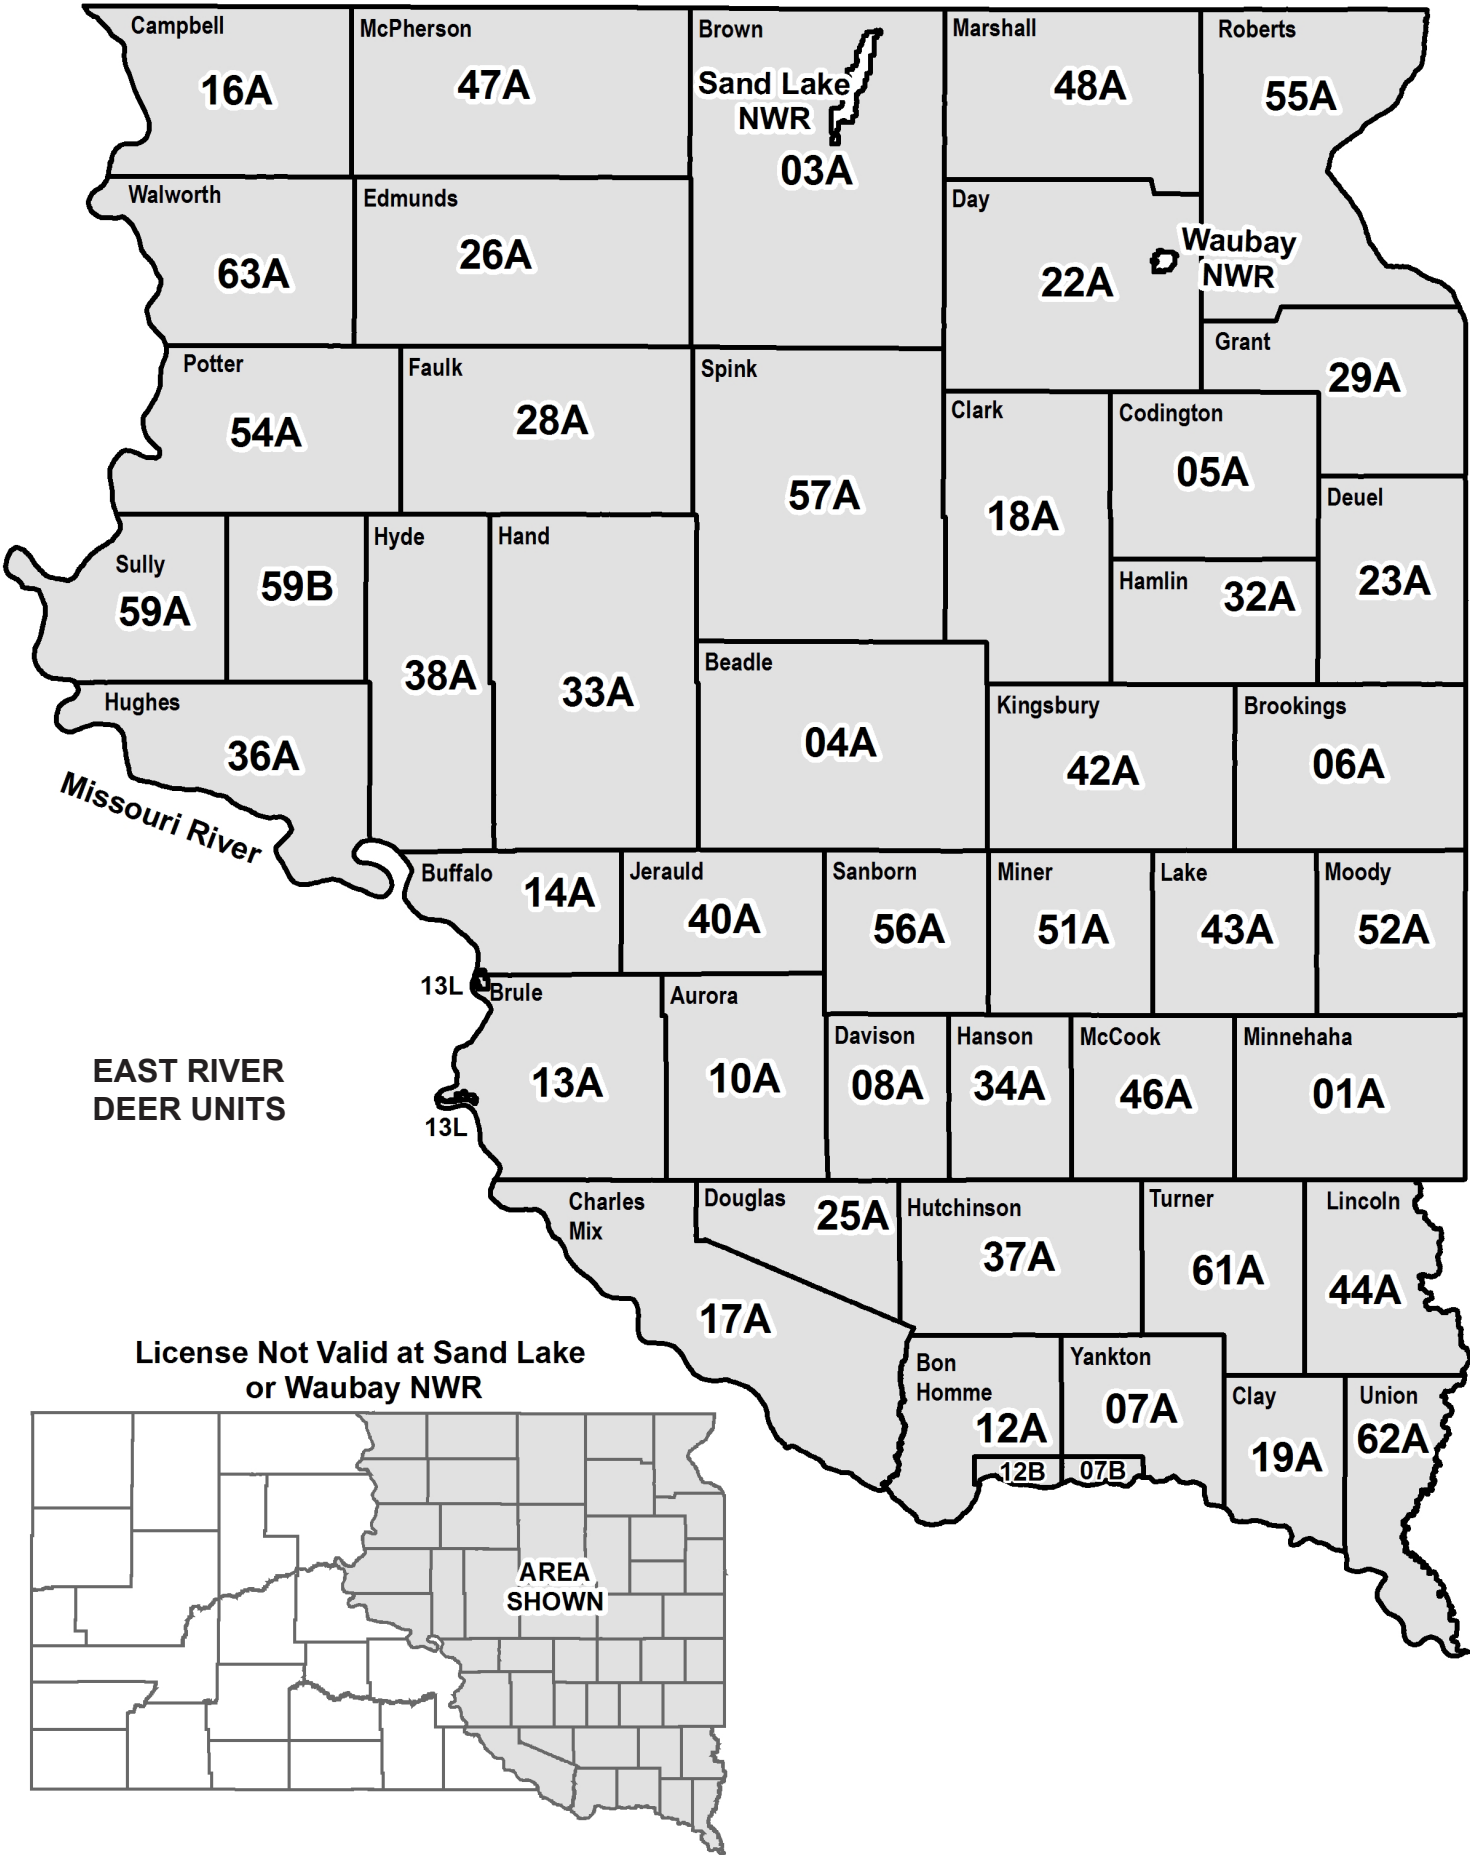 Campbell
16A
McPherson
47A
Brown
Sand Lake
NWR
03A
Marshall
48A
Roberts
55A
Walworth
63A
Edmunds
26A
Day
22A
Waubay
NWR
Grant
29A
Potter
54A
Faulk
28A
Spink
57A
Clark
18A
Codington
05A
Deuel
23A
Sully
59A
59B
Hyde
38A
Hand
33A
Hamlin
32A
Beadle
04A
Hughes
36A
Kingsbury
42A
Brookings
06A
Missouri River
Buffalo
14A
Jerauld
40A
Sanborn
56A
Miner
51A
Lake
43A
Moody
52A
13L
Brule
13A
Aurora
10A
Davison
08A
Hanson
34A
McCook
46A
Minnehaha
01A
EAST RIVER
DEER UNITS
13L
Charles
Mix
17A
Douglas
25A
Hutchinson
37A
Turner
61A
Lincoln
44A
Bon
Homme
12A
12B
Yankton
07A
07B
Clay
19A
Union
62A
License Not Valid at Sand Lake
or Waubay NWR
AREA
SHOWN